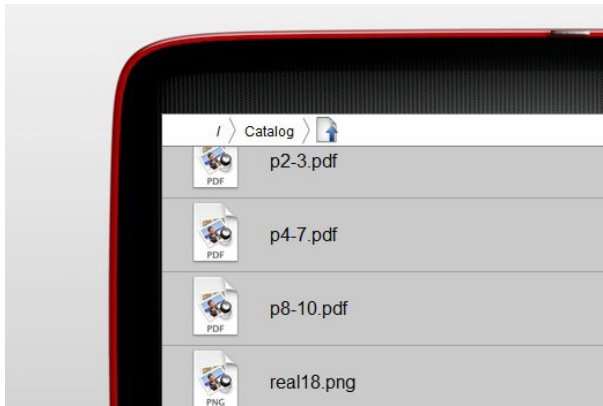 / Catalog
p2-3.pdf
PDF
p4-7.pdf
PDF
p8-10.pdf
PDF
real18.png
PNG